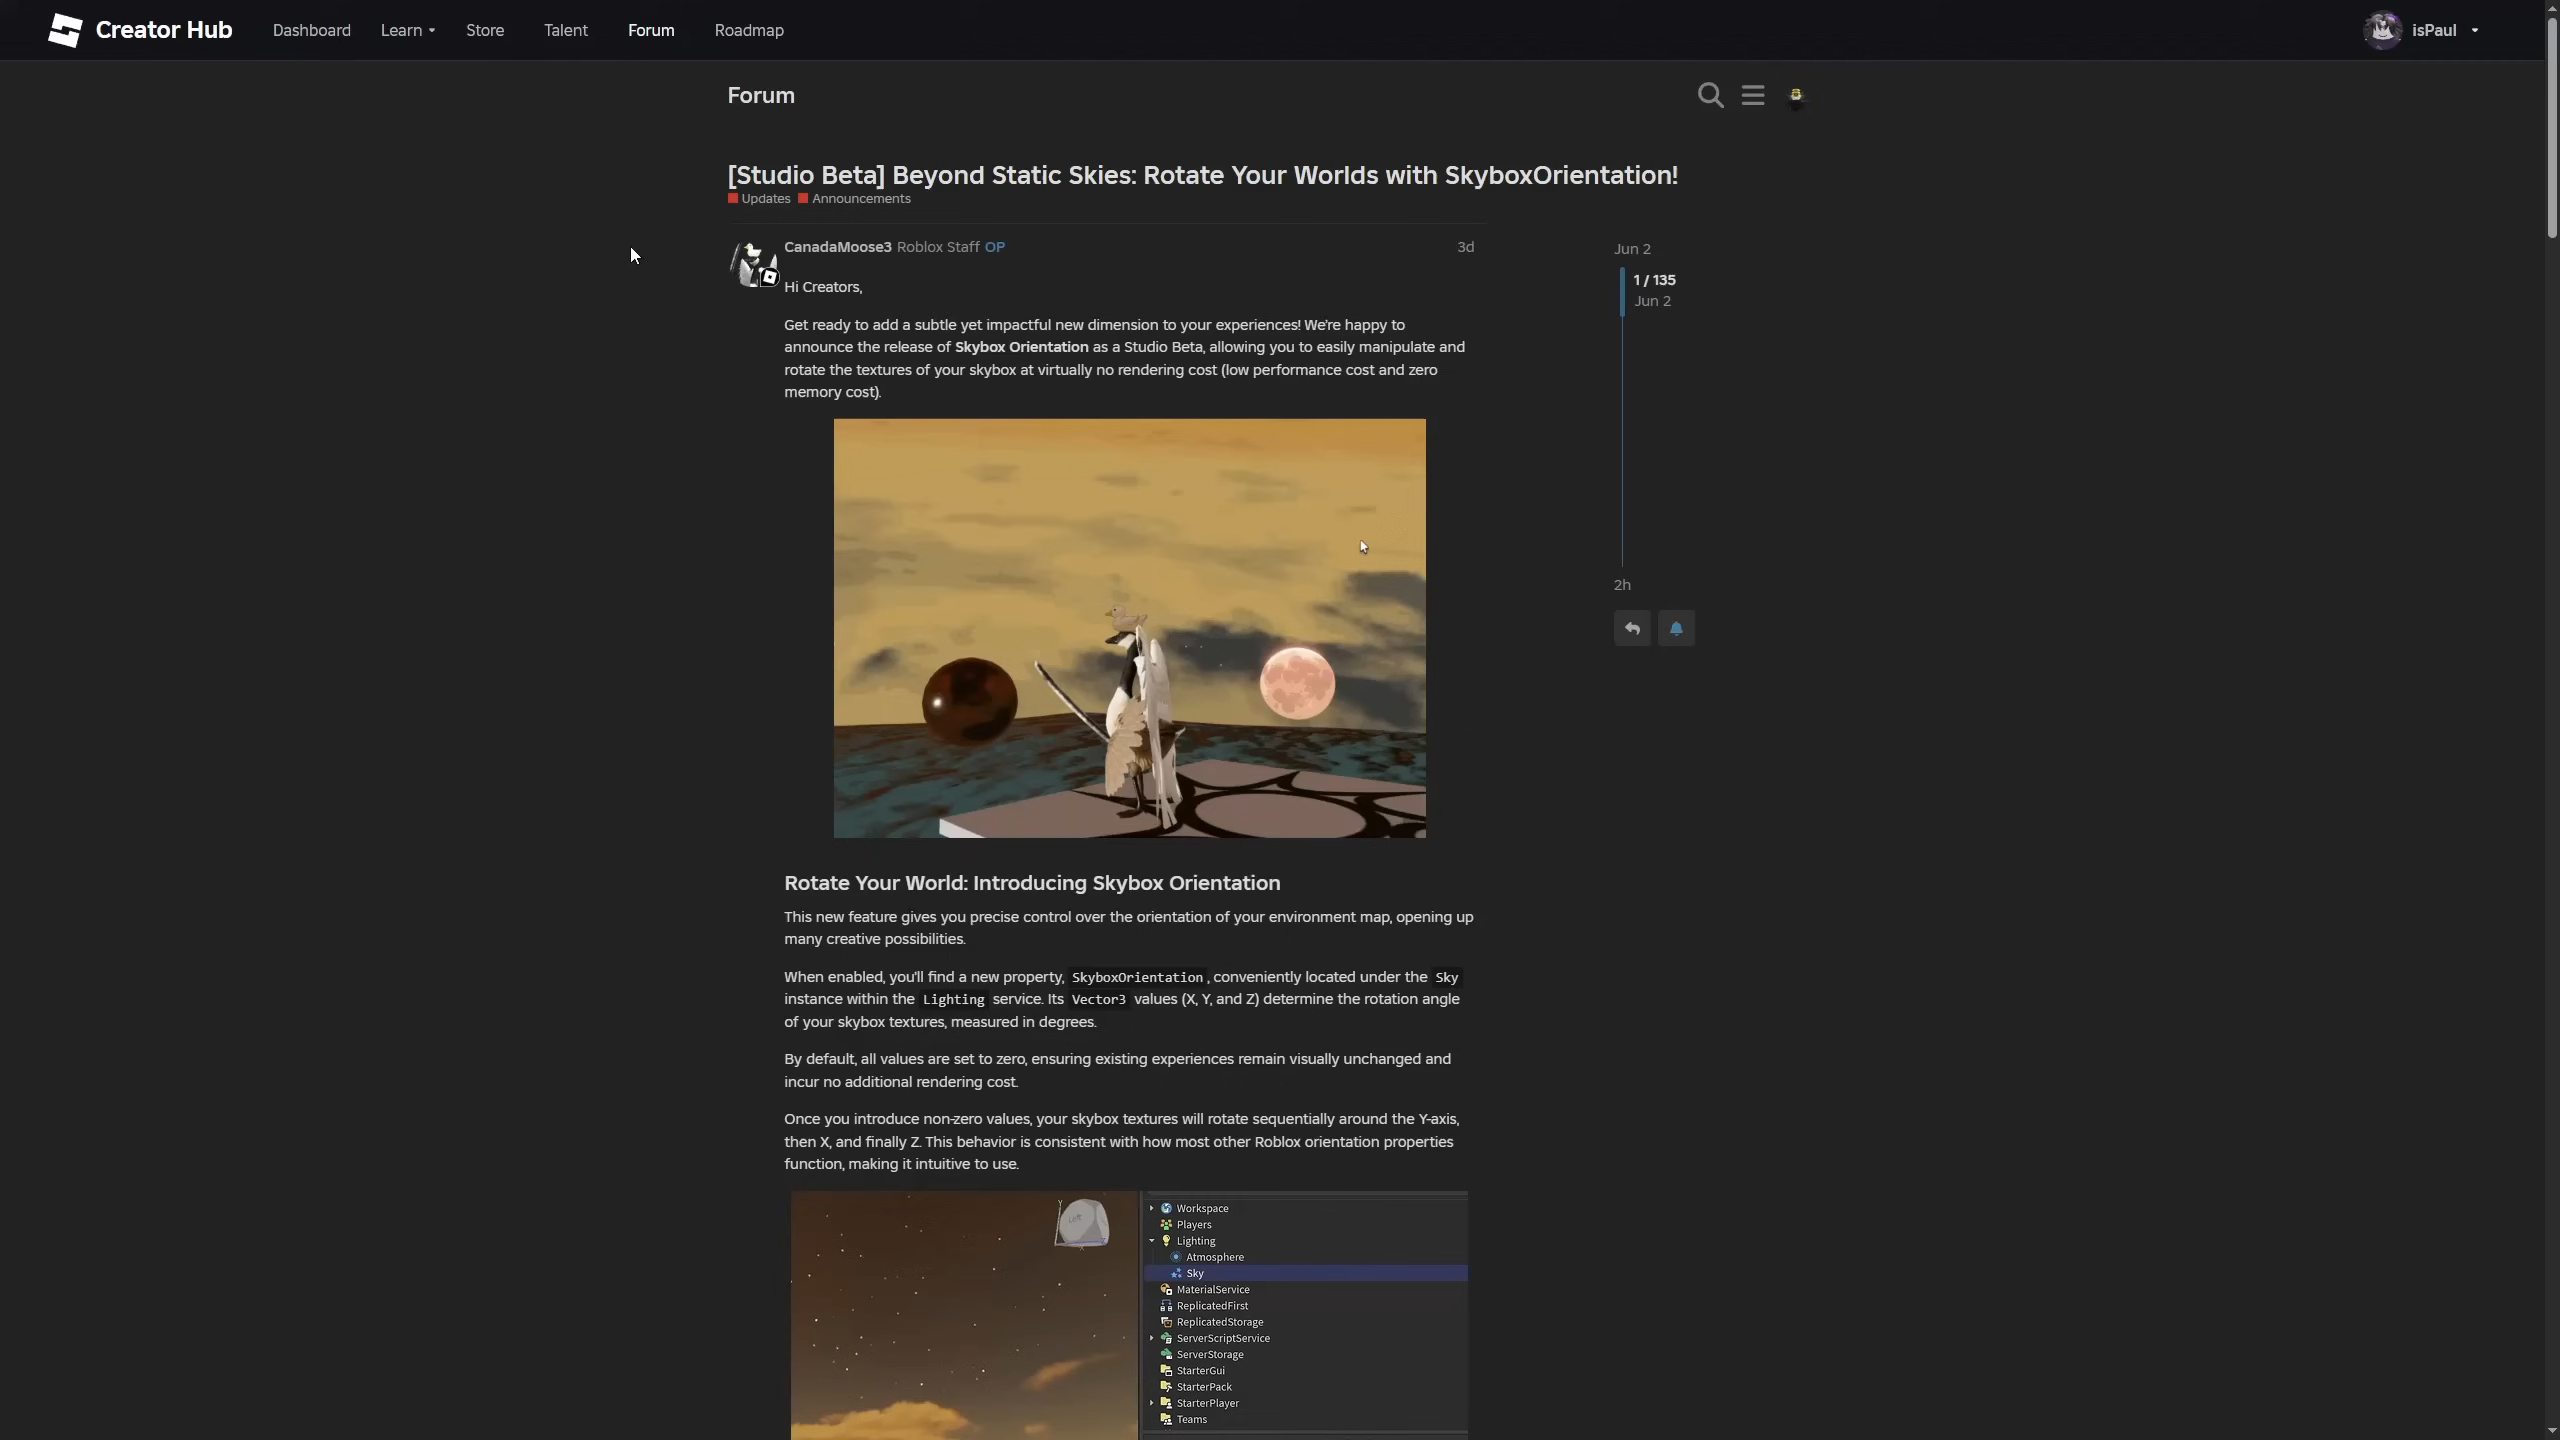 Creator Hub
Dashboard
Learn
Store
Talent
Forum
Roadmap
isPaul
Forum
[Studio Beta] Beyond Static Skies: Rotate Your Worlds with SkyboxOrientation!
Updates Announcements
CanadaMoose3 Roblox Staff OP
3d
Hi Creators,
Get ready to add a subtle yet impactful new dimension to your experiences! We're happy to
announce the release of Skybox Orientation as a Studio Beta, allowing you to easily manipulate and
rotate the textures of your skybox at virtually no rendering cost (low performance cost and zero
memory cost).
Jun 2
1 / 135
Jun 2
2h
Rotate Your World: Introducing Skybox Orientation
This new feature gives you precise control over the orientation of your environment map, opening up
many creative possibilities.
When enabled, you'll find a new property, SkyboxOrientation, conveniently located under the Sky
instance within the Lighting service. Its Vector3 values (X, Y, and Z) determine the rotation angle
of your skybox textures, measured in degrees.
By default, all values are set to zero, ensuring existing experiences remain visually unchanged and
incur no additional rendering cost.
Once you introduce non-zero values, your skybox textures will rotate sequentially around the Y-axis,
then X, and finally Z. This behavior is consistent with how most other Roblox orientation properties
function, making it intuitive to use.
Y
Left
X
Workspace
Players
Lighting
Atmosphere
Sky
MaterialService
ReplicatedFirst
ReplicatedStorage
ServerScriptService
ServerStorage
StarterGui
StarterPack
StarterPlayer
Teams